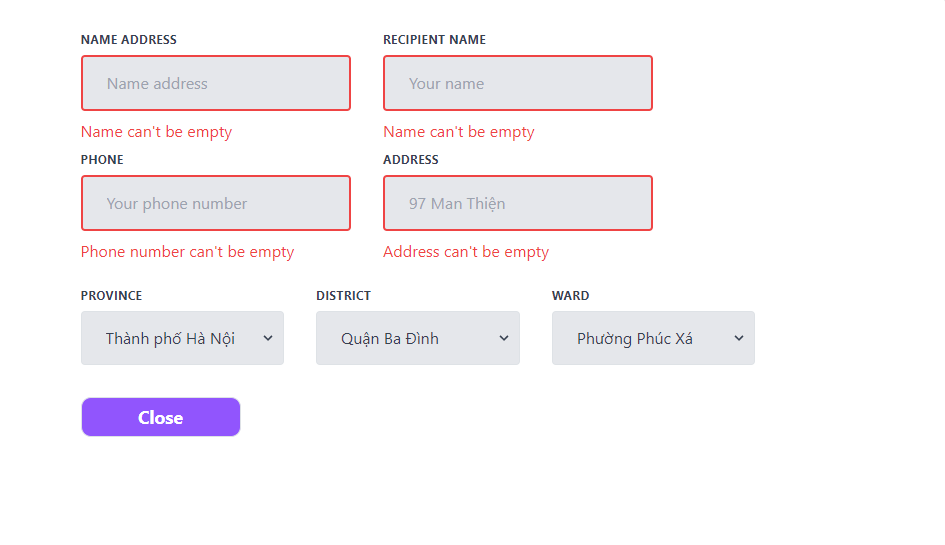 NAME ADDRESS
RECIPIENT NAME
Name address
Your name
Name can't be empty
Name can't be empty
PHONE
ADDRESS
Your phone number
97 Man Thiện
Phone number can't be empty
Address can't be empty
PROVINCE
DISTRICT
WARD
Thành phố Hà Nội
Quận Ba Đình
Phường Phúc Xá
Close